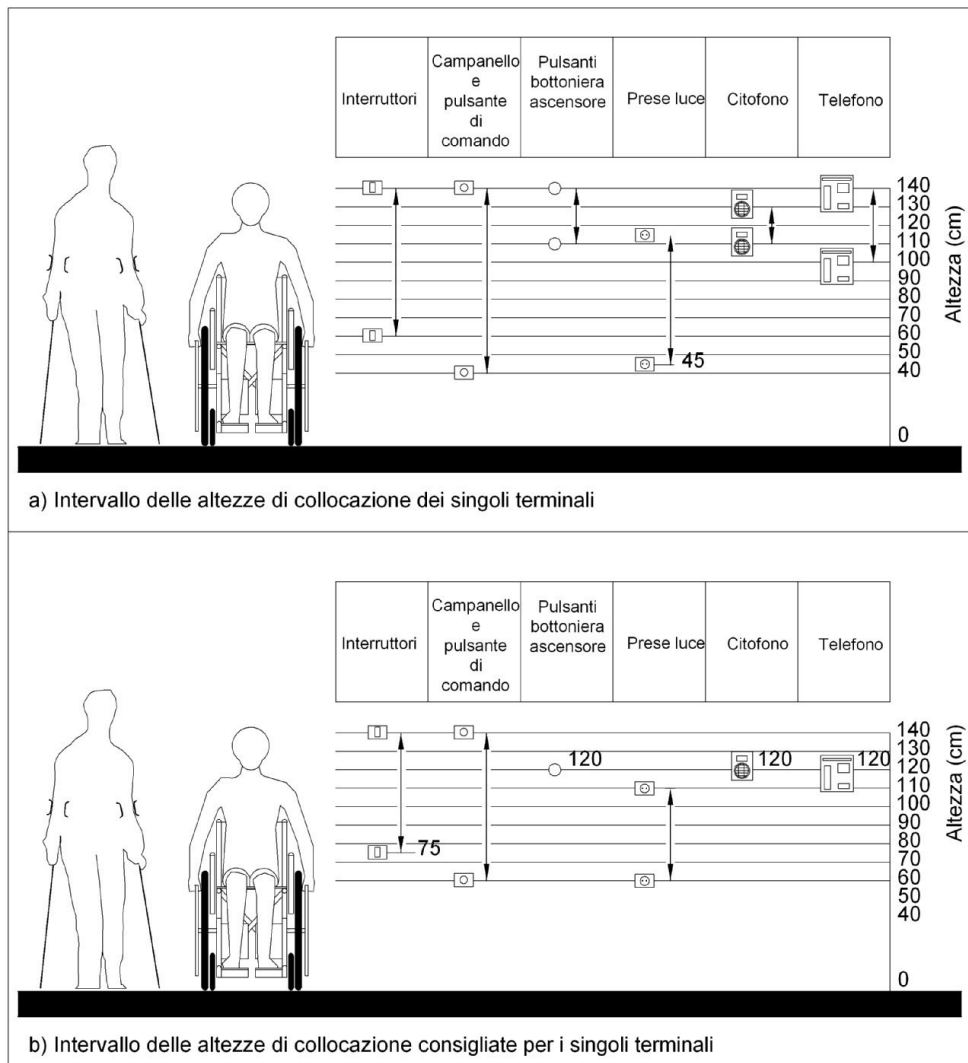 Interruttori
Campanello
e
pulsante
di
comando
Pulsanti
bottoniera
ascensore
Prese luce
Citofono
Telefono
140
130
120
110
100
90
80
70
60
50
40
0
45
Altezza (cm)
a) Intervallo delle altezze di collocazione dei singoli terminali
Interruttori
Campanello
e
pulsante
di
comando
Pulsanti
bottoniera
ascensore
Prese luce
Citofono
Telefono
120
120
120
75
140
130
120
110
100
90
80
70
60
50
40
0
Altezza (cm)
b) Intervallo delle altezze di collocazione consigliate per i singoli terminali